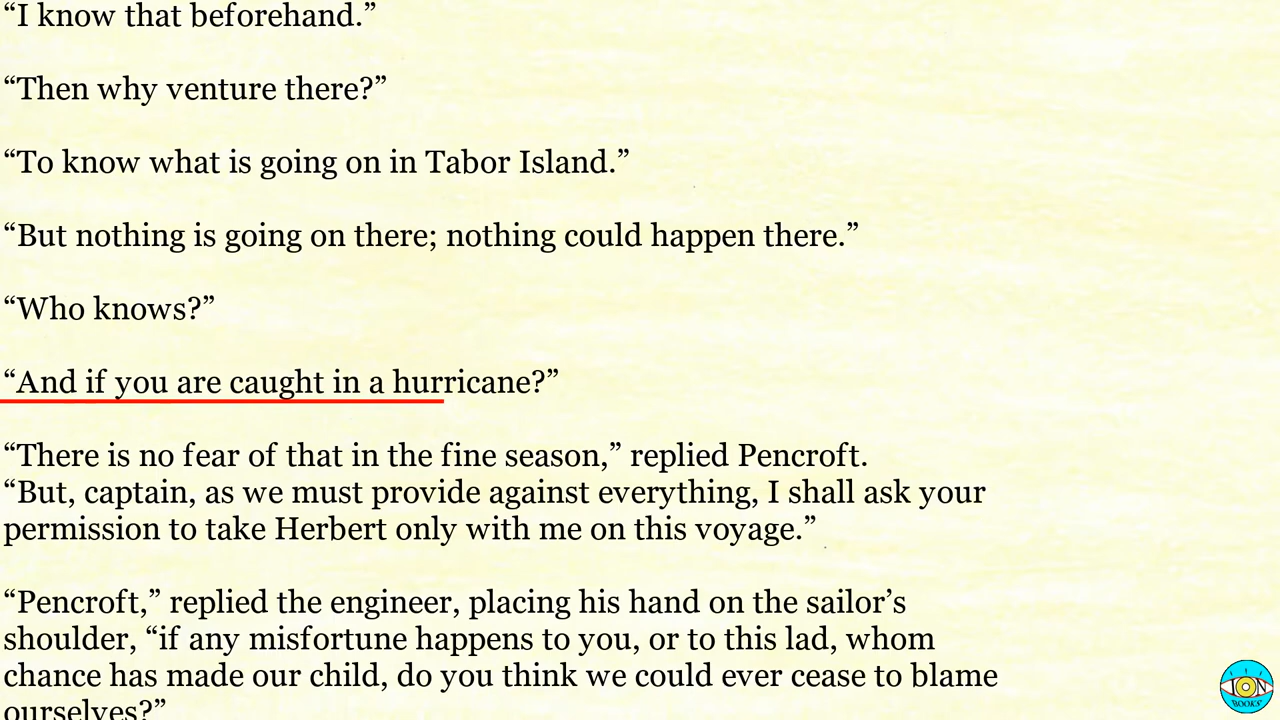 “I know that beforehand.”
“Then why venture there?”
“To know what is going on in Tabor Island.”
“But nothing is going on there; nothing could happen there.”
“Who knows?”
“And if you are caught in a hurricane?”
“There is no fear of that in the fine season,” replied Pencroft.
“But, captain, as we must provide against everything, I shall ask your
permission to take Herbert only with me on this voyage.”
“Pencroft,” replied the engineer, placing his hand on the sailor’s
shoulder, “if any misfortune happens to you, or to this lad, whom
chance has made our child, do you think we could ever cease to blame
ourselves?”
ION
BOOKS